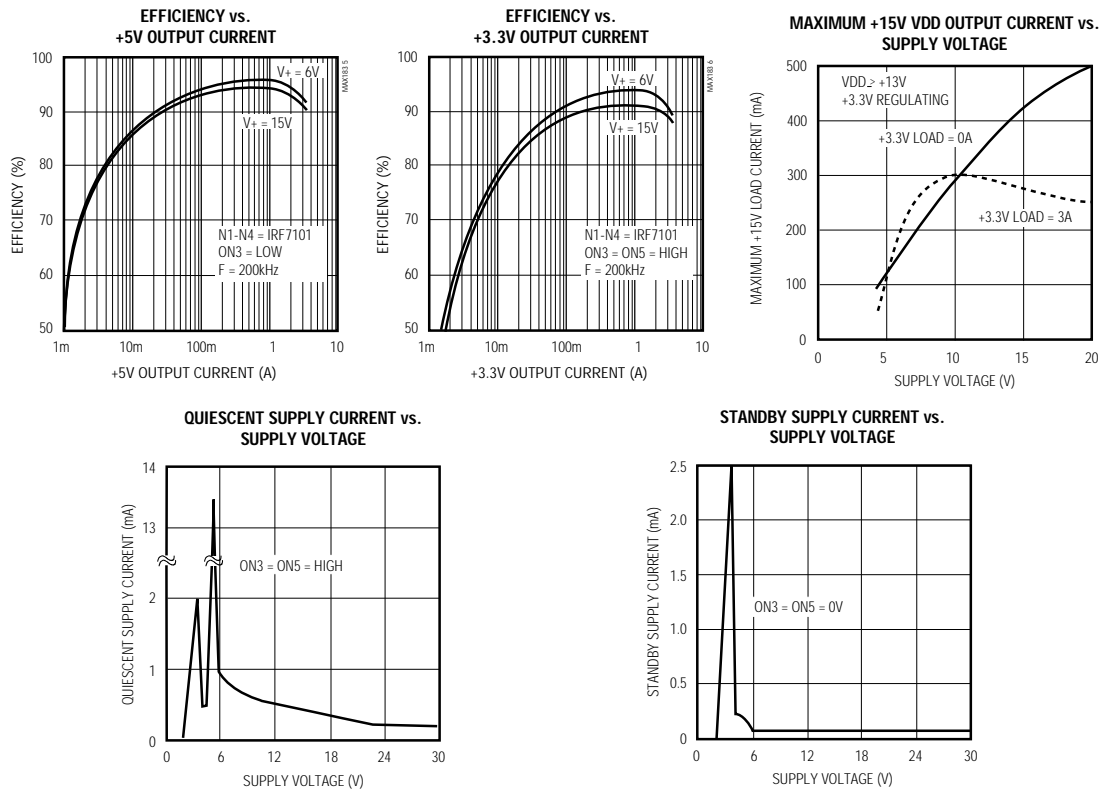 EFFICIENCY vs.
+5V OUTPUT CURRENT
100
90
80
70
60
50
EFFICIENCY (%)
V+ = 6V
V+ = 15V
N1-N4 = IRF7101
ON3 = LOW
F = 200kHz
1m
10m
100m
1
10
+5V OUTPUT CURRENT (A)
MAX183 5
EFFICIENCY vs.
+3.3V OUTPUT CURRENT
100
90
80
70
60
50
EFFICIENCY (%)
V+ = 6V
V+ = 15V
N1-N4 = IRF7101
ON3 = ON5 = HIGH
F = 200kHz
1m
10m
100m
1
10
+3.3V OUTPUT CURRENT (A)
MAX183 6
MAXIMUM +15V VDD OUTPUT CURRENT vs.
SUPPLY VOLTAGE
500
400
300
200
100
0
MAXIMUM +15V LOAD CURRENT (mA)
VDD ≥ +13V
+3.3V REGULATING
+3.3V LOAD = 0A
+3.3V LOAD = 3A
0
5
10
15
20
SUPPLY VOLTAGE (V)
QUIESCENT SUPPLY CURRENT vs.
SUPPLY VOLTAGE
14
13
2
1
0
QUIESCENT SUPPLY CURRENT (mA)
ON3 = ON5 = HIGH
0
6
12
18
24
30
SUPPLY VOLTAGE (V)
STANDBY SUPPLY CURRENT vs.
SUPPLY VOLTAGE
2.5
2.0
1.5
1.0
0.5
0
STANDBY SUPPLY CURRENT (mA)
ON3 = ON5 = 0V
0
6
12
18
24
30
SUPPLY VOLTAGE (V)